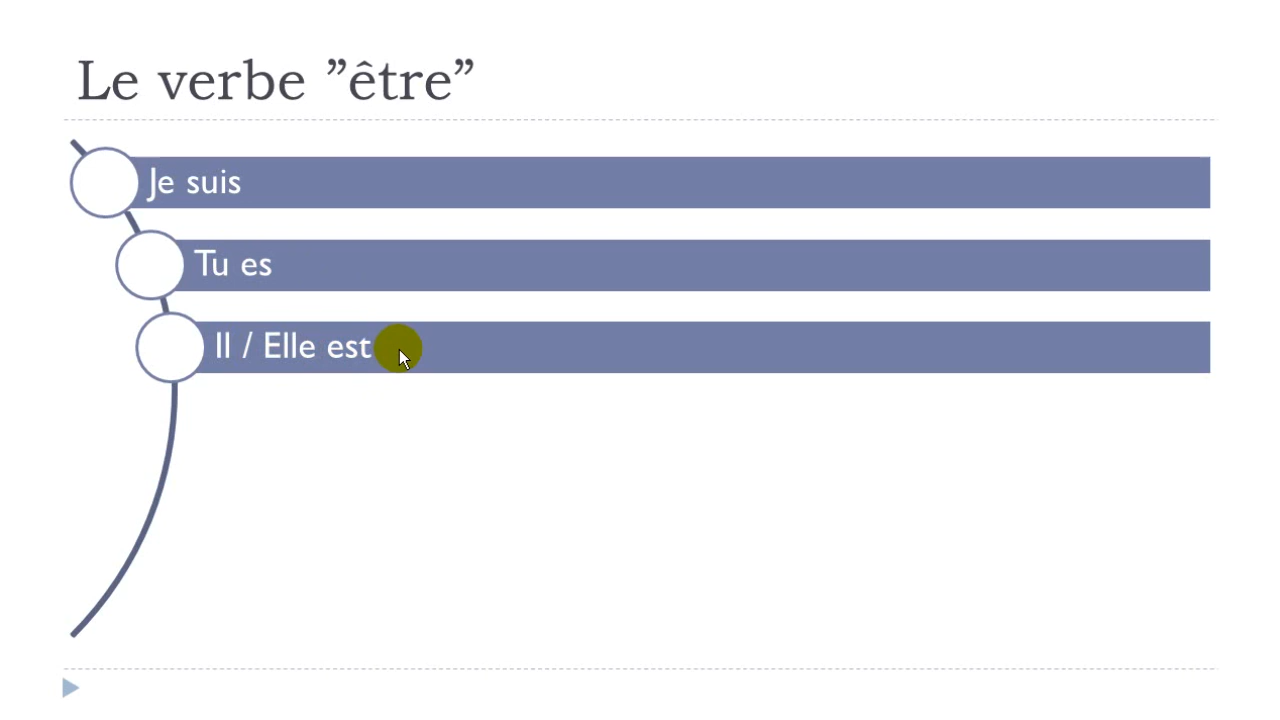 Le verbe ”être”
Je suis
Tu es
Il / Elle est